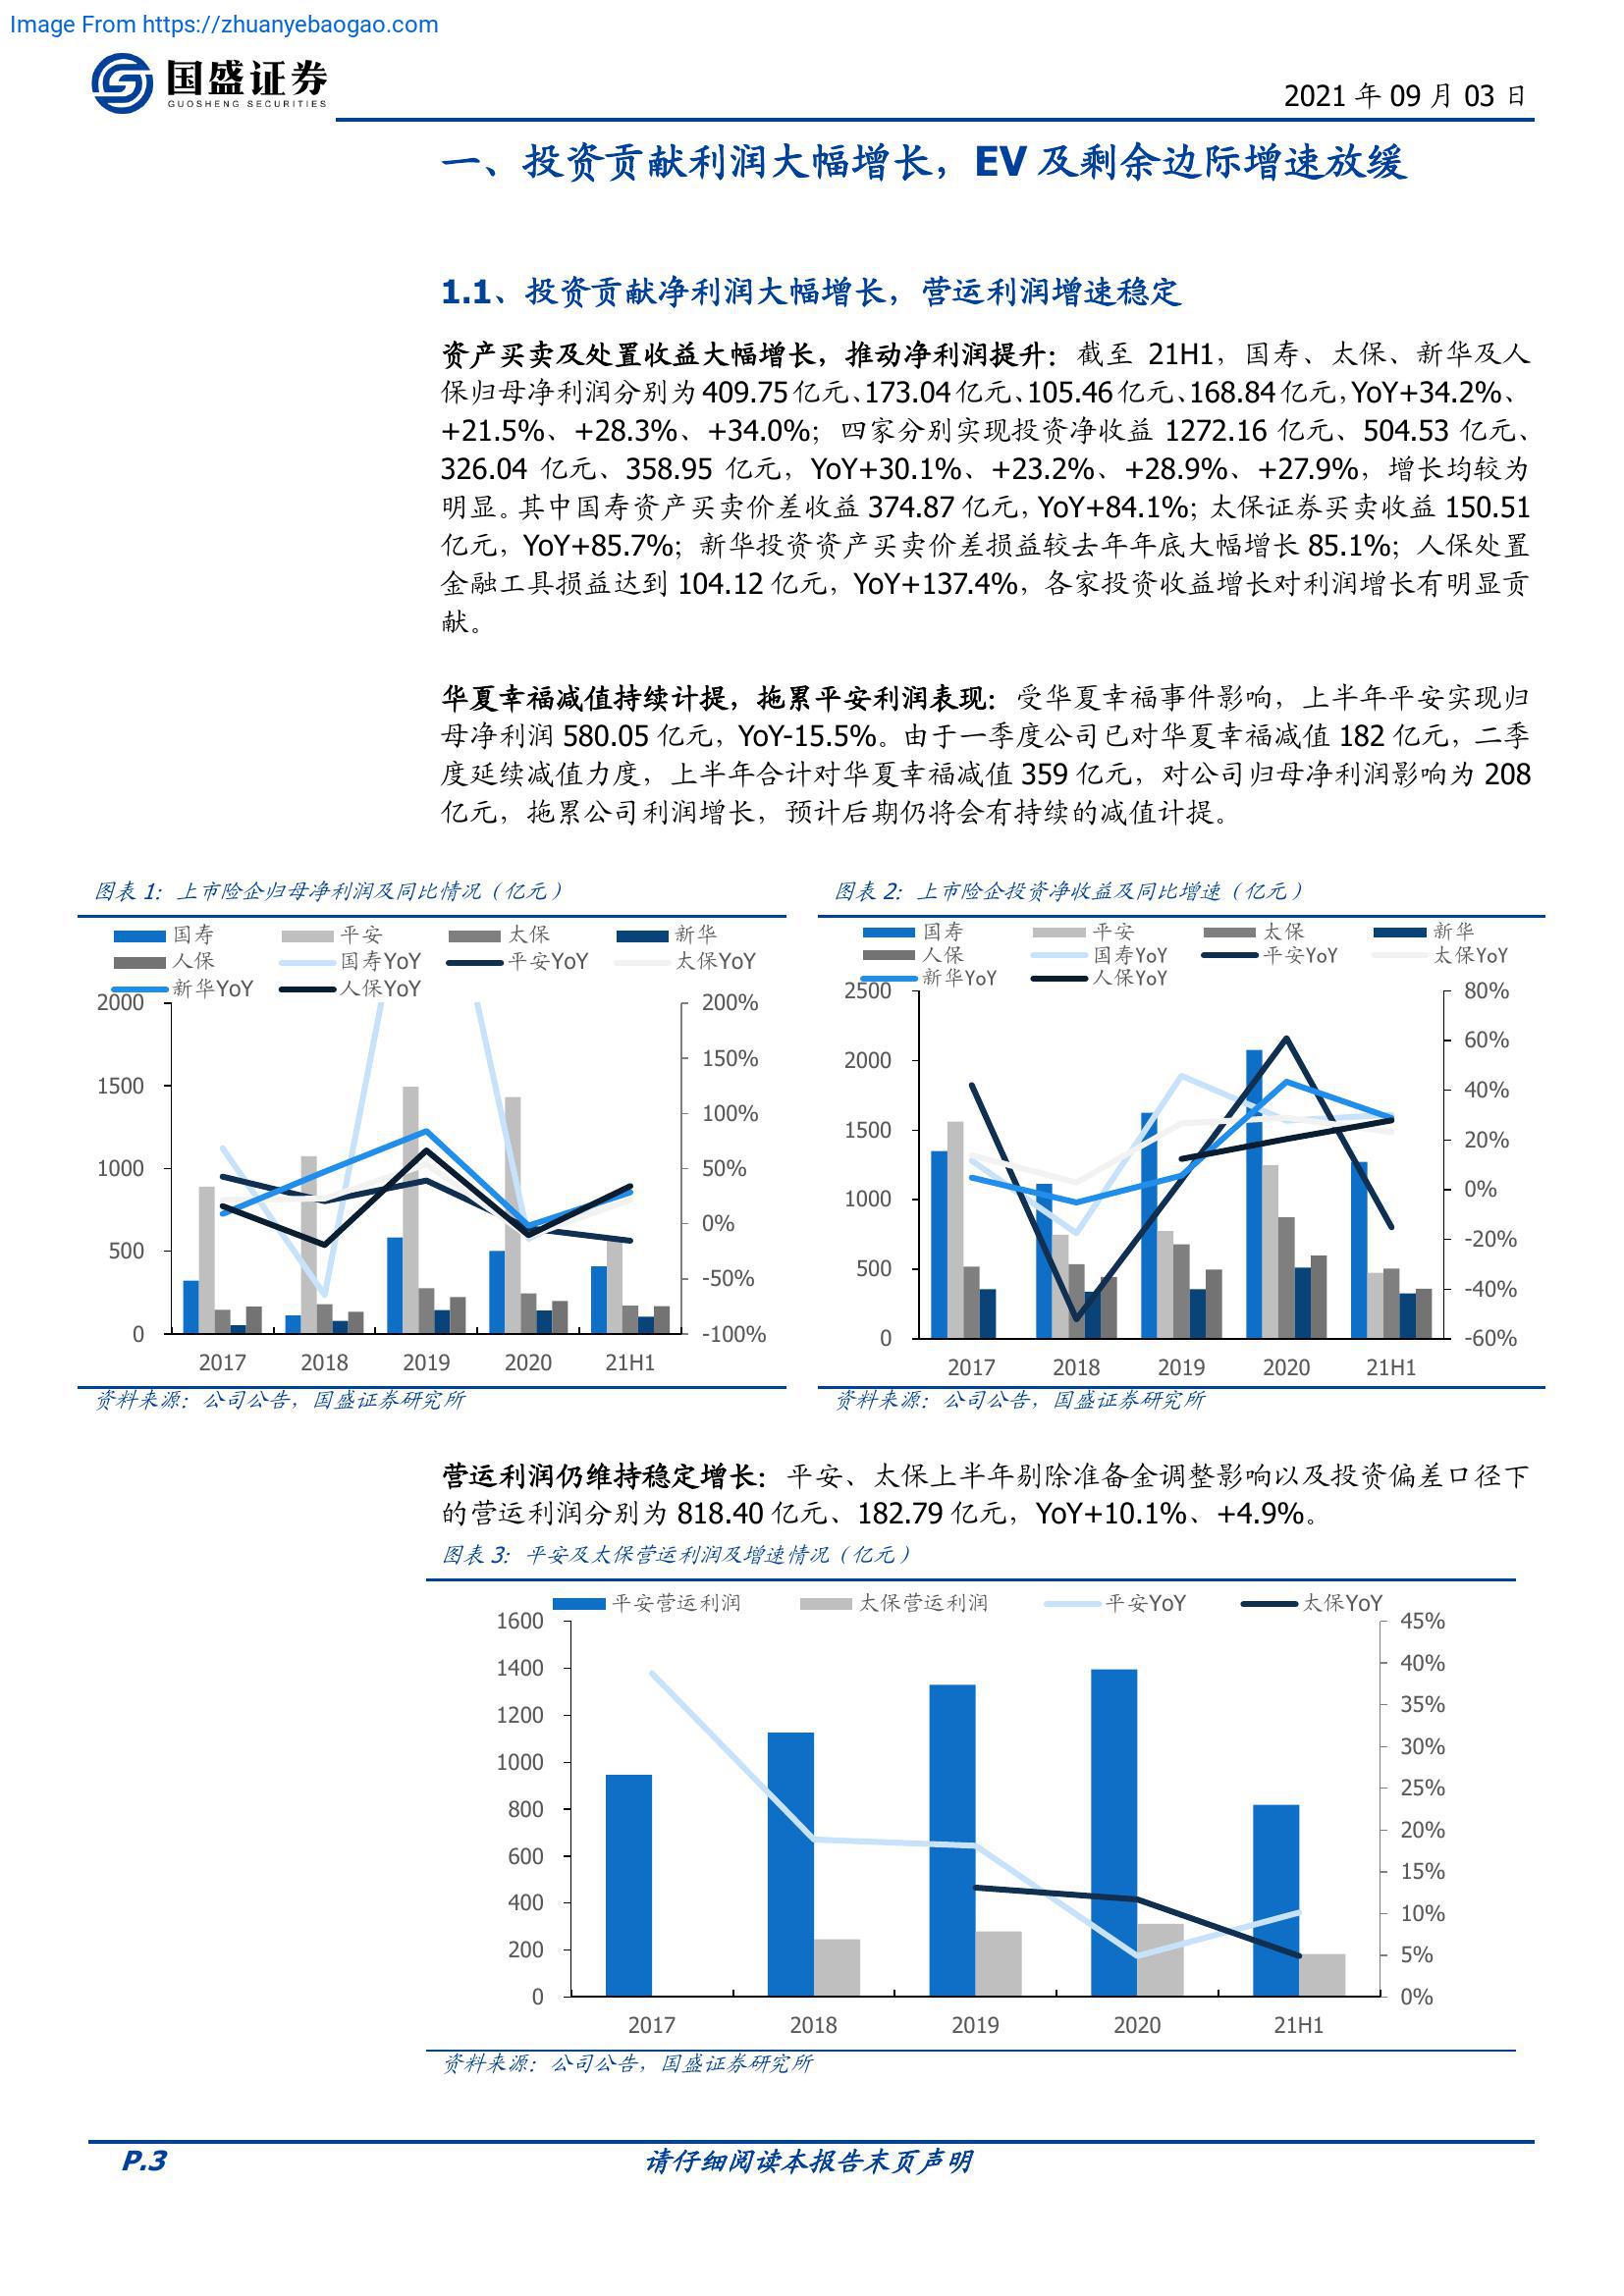 Image From https://zhuanyebaogao.com
国盛证券
GUOSHENG SECURITIES
2021 年 09 月 03 日
一、投资贡献利润大幅增长，EV 及剩余边际增速放缓
1.1、投资贡献净利润大幅增长，营运利润增速稳定
资产买卖及处置收益大幅增长，推动净利润提升：截至 21H1，国寿、太保、新华及人
保归母净利润分别为 409.75 亿元、173.04 亿元、105.46 亿元、168.84 亿元，YoY+34.2%、
+21.5%、+28.3%、+34.0%；四家分别实现投资净收益 1272.16 亿元、504.53 亿元、
326.04 亿元、358.95 亿元，YoY+30.1%、+23.2%、+28.9%、+27.9%，增长均较为
明显。其中国寿资产买卖价差收益 374.87 亿元，YoY+84.1%；太保证券买卖收益 150.51
亿元，YoY+85.7%；新华投资资产买卖价差损益较去年年底大幅增长 85.1%；人保处置
金融工具损益达到 104.12 亿元，YoY+137.4%，各家投资收益增长对利润增长有明显贡
献。
华夏幸福减值持续计提，拖累平安利润表现：受华夏幸福事件影响，上半年平安实现归
母净利润 580.05 亿元，YoY-15.5%。由于一季度公司已对华夏幸福减值 182 亿元，二季
度延续减值力度，上半年合计对华夏幸福减值 359 亿元，对公司归母净利润影响为 208
亿元，拖累公司利润增长，预计后期仍将会有持续的减值计提。
图表 1：上市险企归母净利润及同比情况（亿元）
国寿 平安 太保 新华
人保 国寿YoY 平安YoY 太保YoY
新华YoY 人保YoY
2000
1500
1000
500
0
200%
150%
100%
50%
0%
-50%
-100%
2017 2018 2019 2020 21H1
资料来源：公司公告，国盛证券研究所
图表 2：上市险企投资净收益及同比增速（亿元）
国寿 平安 太保 新华
人保 国寿YoY 平安YoY 太保YoY
新华YoY 人保YoY
2500
2000
1500
1000
500
0
80%
60%
40%
20%
0%
-20%
-40%
-60%
2017 2018 2019 2020 21H1
资料来源：公司公告，国盛证券研究所
营运利润仍维持稳定增长：平安、太保上半年剔除准备金调整影响以及投资偏差口径下
的营运利润分别为 818.40 亿元、182.79 亿元，YoY+10.1%、+4.9%。
图表 3：平安及太保营运利润及增速情况（亿元）
平安营运利润 太保营运利润 平安YoY 太保YoY
1600
1400
1200
1000
800
600
400
200
0
45%
40%
35%
30%
25%
20%
15%
10%
5%
0%
2017 2018 2019 2020 21H1
资料来源：公司公告，国盛证券研究所
P.3
请仔细阅读本报告末页声明